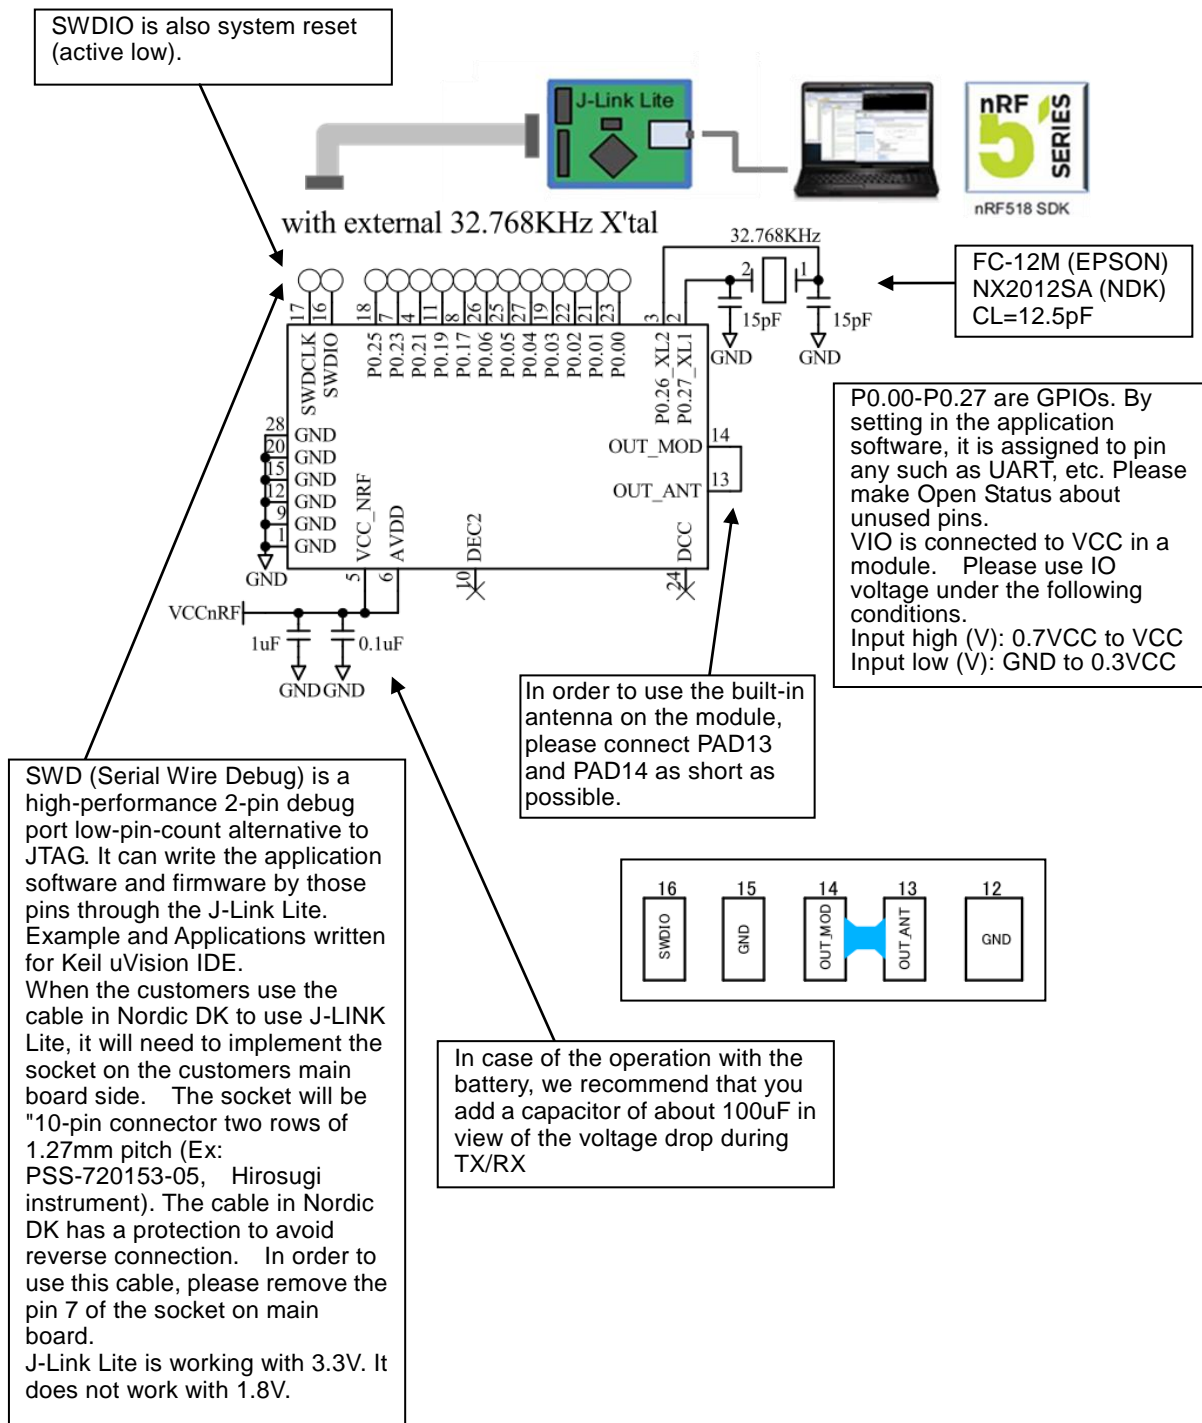 SWDIO is also system reset
(active low).
J-Link Lite
nRF
5
SERIES
nRF518 SDK
with external 32.768KHz X'tal
32.768KHz
2
1
15pF
15pF
GND
GND
FC-12M (EPSON)
NX2012SA (NDK)
CL=12.5pF
17
16
18
7
4
11
8
26
25
27
19
22
21
23
3
2
SWDCLK
SWDIO
P0.25
P0.23
P0.21
P0.19
P0.17
P0.06
P0.05
P0.04
P0.03
P0.02
P0.01
P0.00
P0.26_XL2
P0.27_XL1
28
GND
20
GND
15
GND
12
GND
9
GND
1
GND
GND
OUT_MOD
14
OUT_ANT
13
VCC_NRF
AVDD
DEC2
DCC
5
6
10
24
VCCnRF
1uF
0.1uF
GND
GND
P0.00-P0.27 are GPIOs. By
setting in the application
software, it is assigned to pin
any such as UART, etc. Please
make Open Status about
unused pins.
VIO is connected to VCC in a
module. Please use IO
voltage under the following
conditions.
Input high (V): 0.7VCC to VCC
Input low (V): GND to 0.3VCC
In order to use the built-in
antenna on the module,
please connect PAD13
and PAD14 as short as
possible.
SWD (Serial Wire Debug) is a
high-performance 2-pin debug
port low-pin-count alternative to
JTAG. It can write the application
software and firmware by those
pins through the J-Link Lite.
Example and Applications written
for Keil uVision IDE.
When the customers use the
cable in Nordic DK to use J-LINK
Lite, it will need to implement the
socket on the customers main
board side. The socket will be
"10-pin connector two rows of
1.27mm pitch (Ex:
PSS-720153-05, Hirosugi
instrument). The cable in Nordic
DK has a protection to avoid
reverse connection. In order to
use this cable, please remove the
pin 7 of the socket on main
board.
J-Link Lite is working with 3.3V. It
does not work with 1.8V.
16
15
14
13
12
SWDIO
GND
OUT_MOD
OUT_ANT
GND
In case of the operation with the
battery, we recommend that you
add a capacitor of about 100uF in
view of the voltage drop during
TX/RX